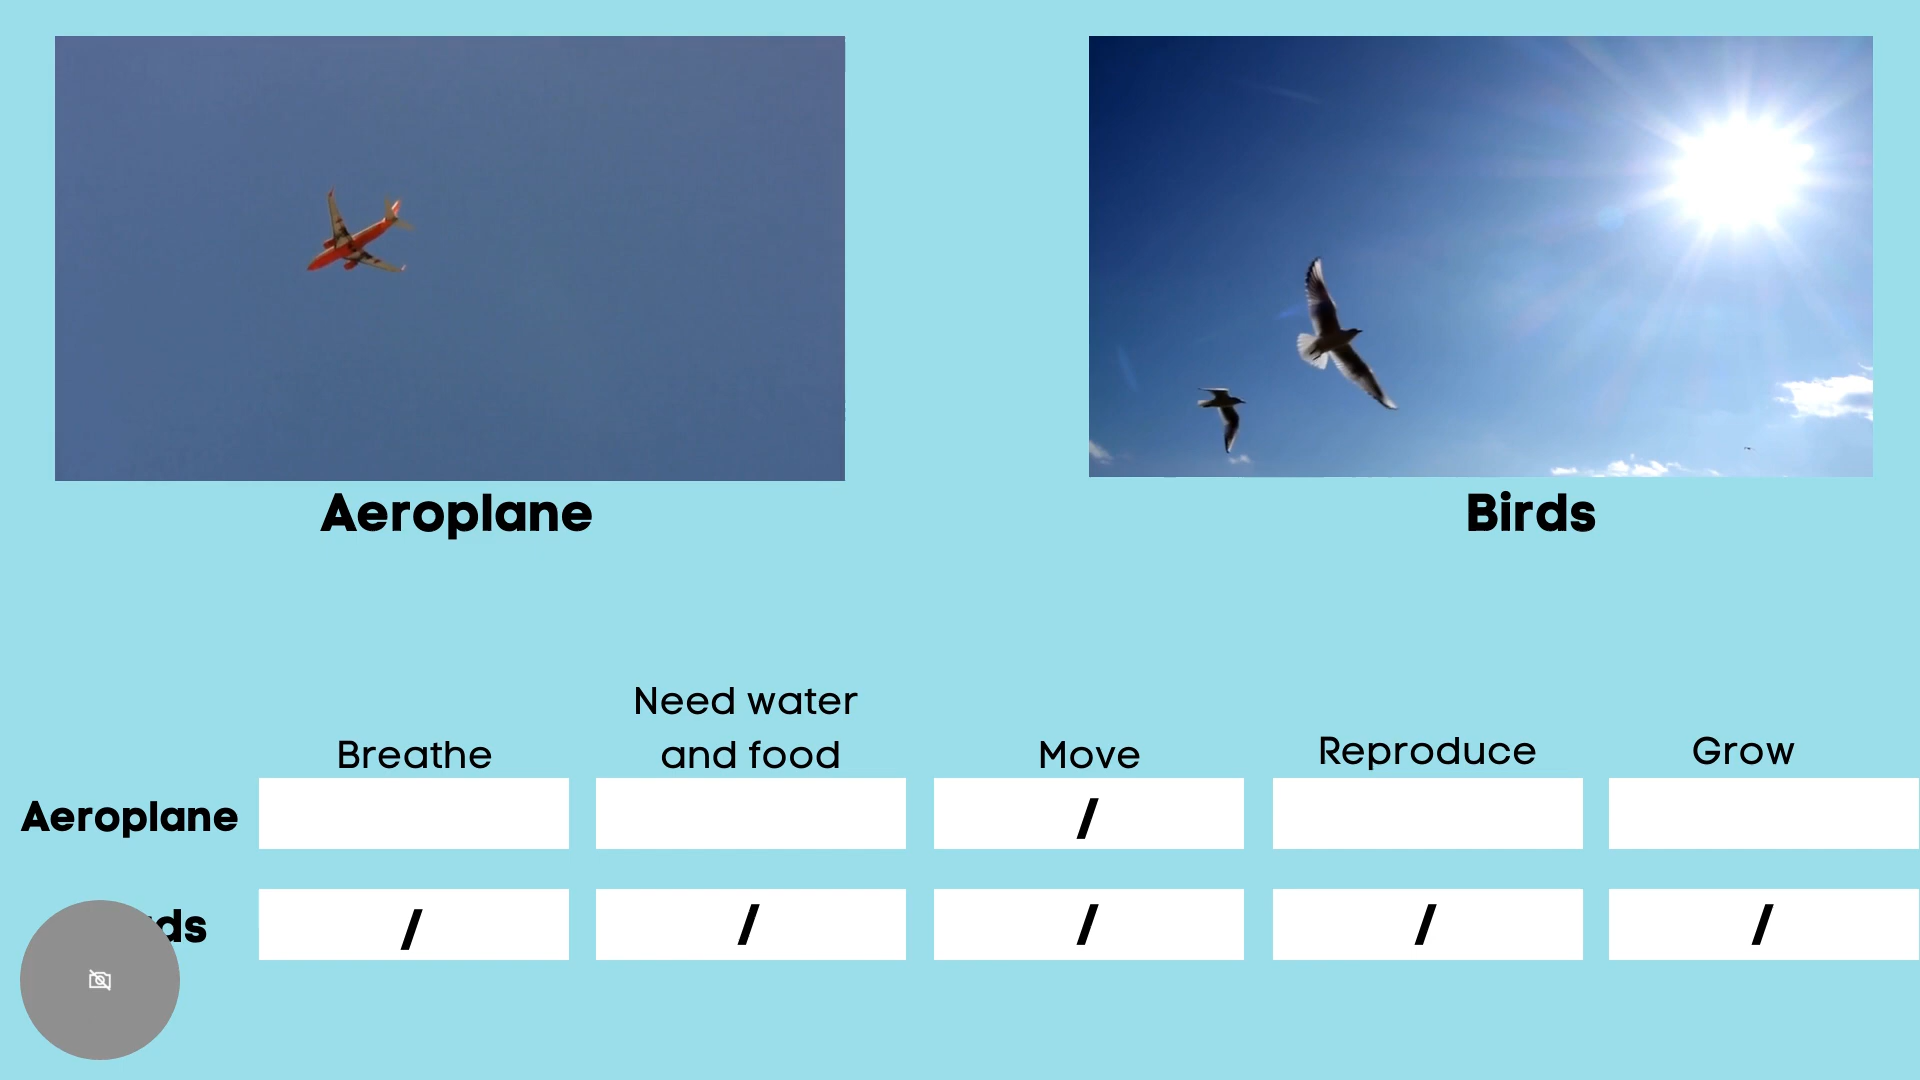 Aeroplane
Birds
Need water
and food
Breathe
Move
Reproduce
Grow
Aeroplane
/
ds
/ / / / /